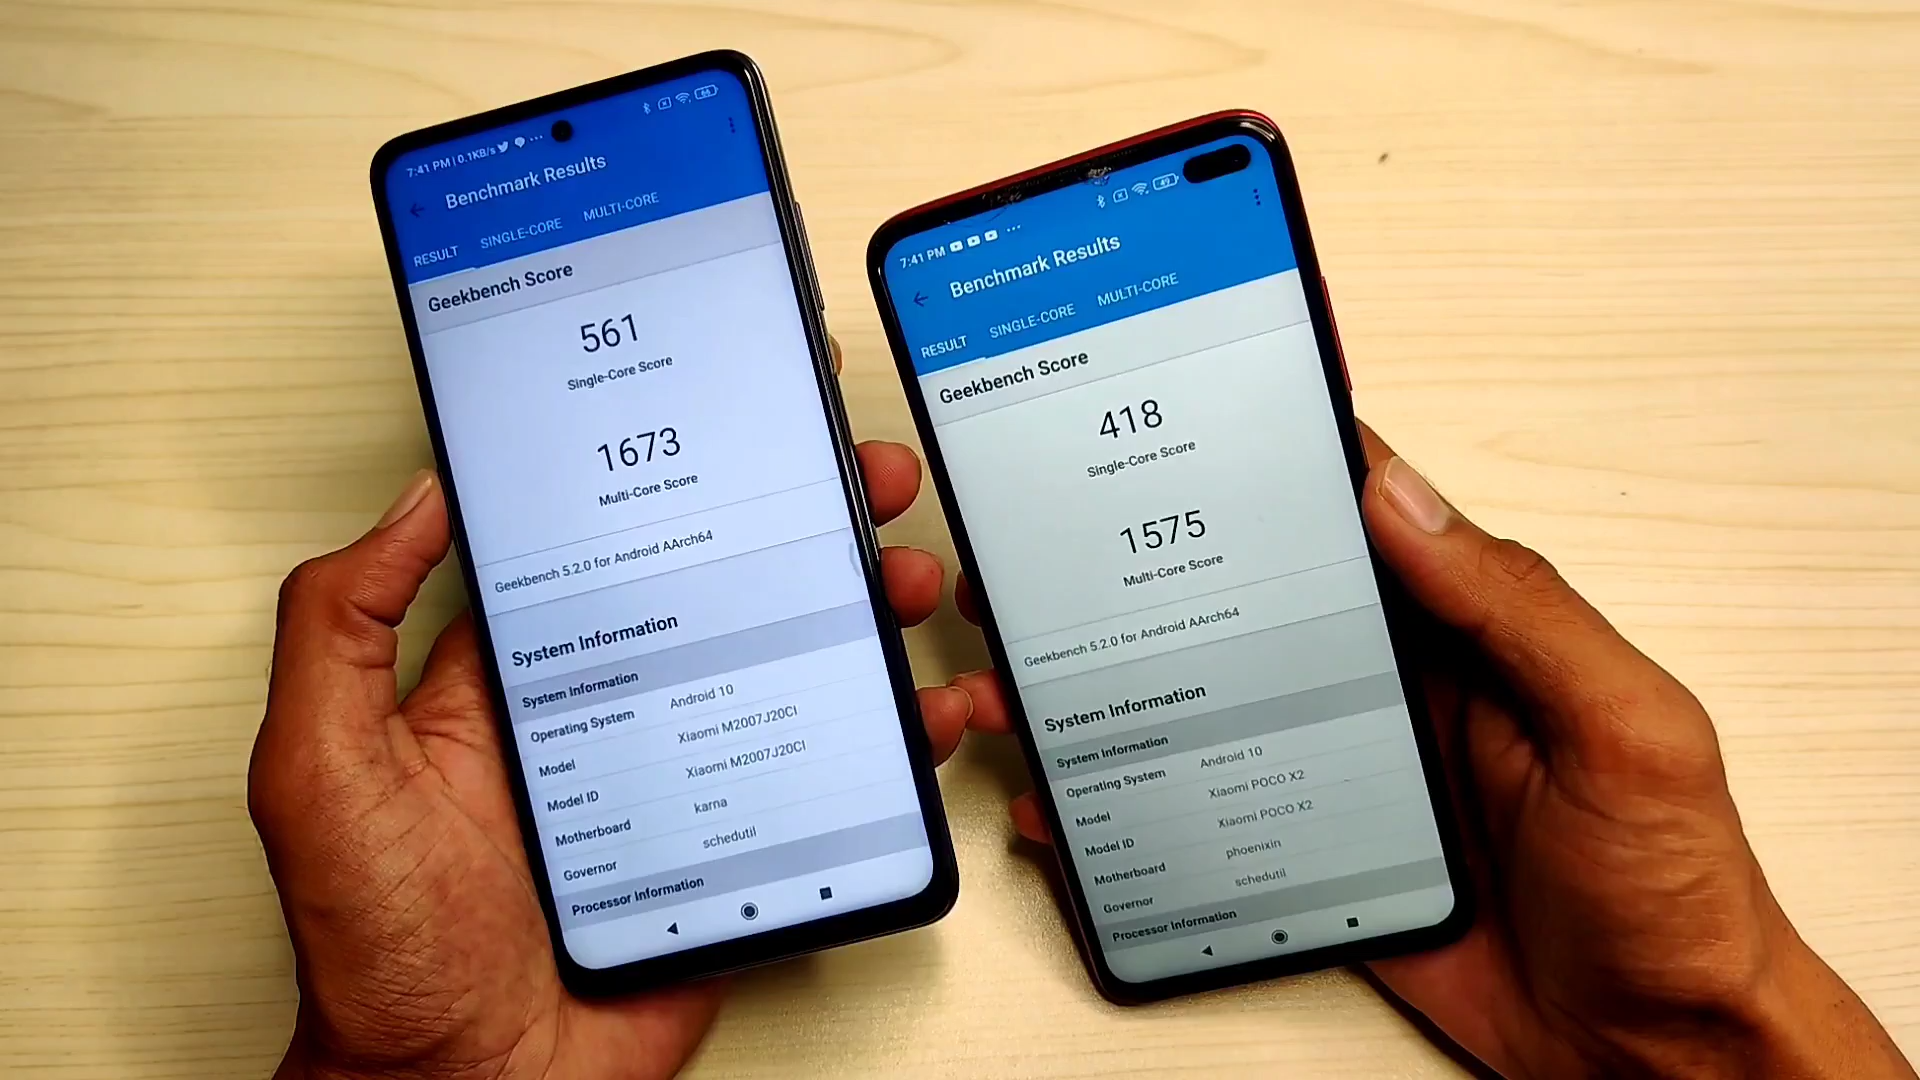 7:41 PM | 0.1KB/s ...
66
Benchmark Results
RESULT SINGLE-CORE MULTI-CORE
Geekbench Score
561
Single-Core Score
1673
Multi-Core Score
Geekbench 5.2.0 for Android AArch64
System Information
System Information
Operating System Android 10
Model Xiaomi M2007J20CI
Model ID Xiaomi M2007J20CI
Motherboard karna
Governor schedutil
Processor Information
7:41 PM ...
49
Benchmark Results
RESULT SINGLE-CORE MULTI-CORE
Geekbench Score
418
Single-Core Score
1575
Multi-Core Score
Geekbench 5.2.0 for Android AArch64
System Information
System Information
Operating System Android 10
Model Xiaomi POCO X2
Model ID Xiaomi POCO X2
Motherboard phoenixin
Governor schedutil
Processor Information